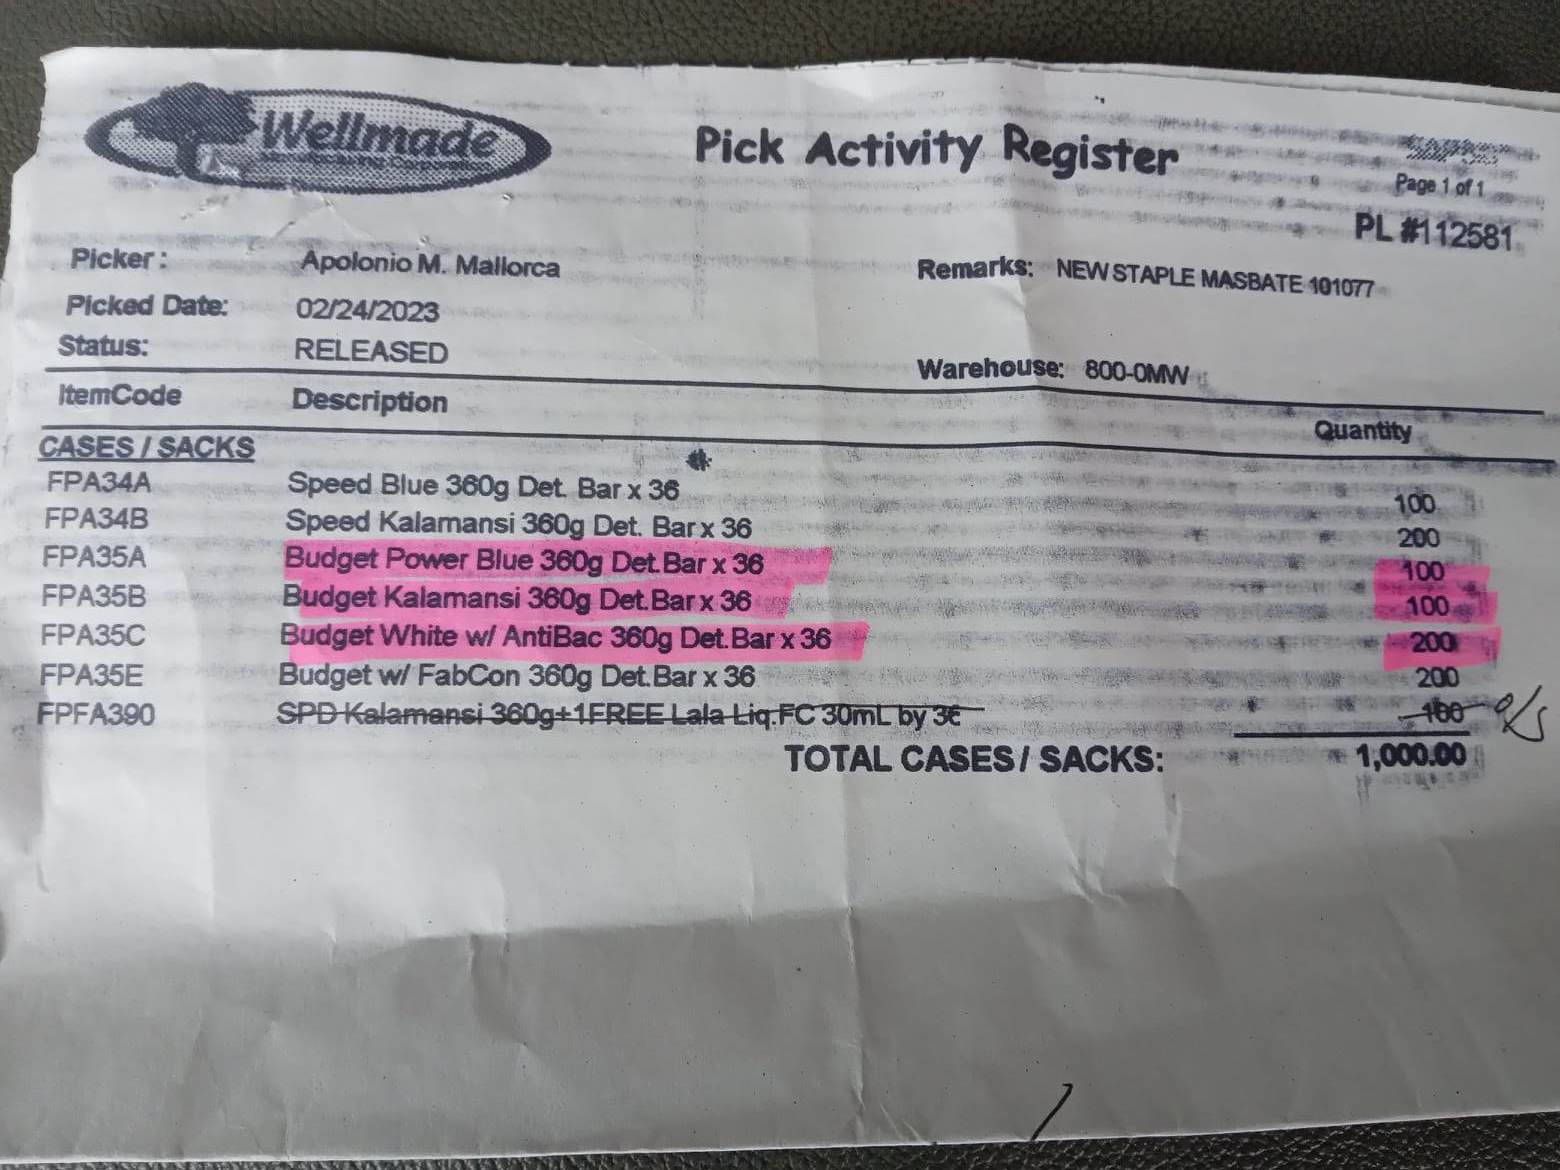 Wellmade
Manufacturing Corporation
Pick Activity Register
Page 1 of 1
PL #112581
Picker: Apolonio M. Mallorca
Remarks: NEW STAPLE MASBATE 101077
Picked Date: 02/24/2023
Status: RELEASED
Warehouse: 800-0MW
ItemCode Description Quantity
CASES / SACKS
FPA34A Speed Blue 360g Det. Bar x 36 100
FPA34B Speed Kalamansi 360g Det. Bar x 36 200
FPA35A Budget Power Blue 360g Det.Bar x 36 100
FPA35B Budget Kalamansi 360g Det.Bar x 36 100
FPA35C Budget White w/ AntiBac 360g Det.Bar x 36 200
FPA35E Budget w/ FabCon 360g Det.Bar x 36 200
FPFA390 SPD Kalamansi 360g+1FREE Lala Liq.FC 30mL by 36 100 o/s
TOTAL CASES / SACKS: 1,000.00